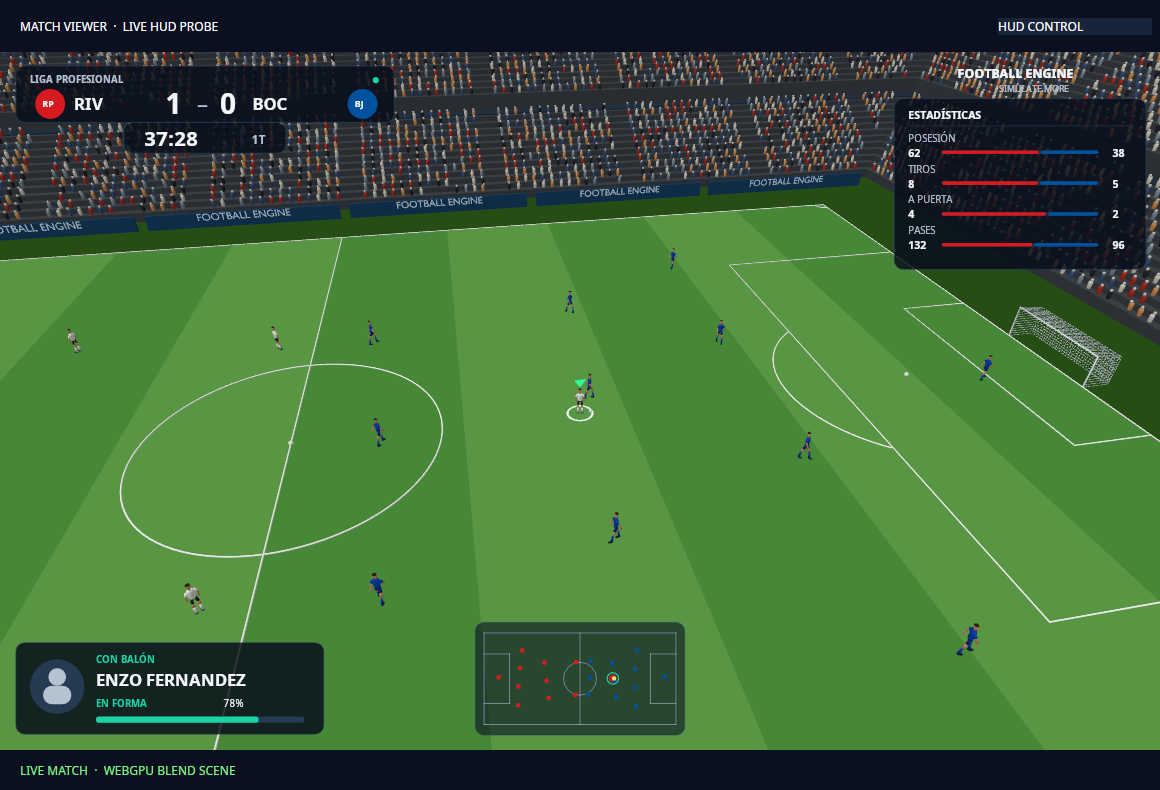 MATCH VIEWER · LIVE HUD PROBE
HUD CONTROL
LIGA PROFESIONAL
RP RIV 1 – 0 BOC BJ
37:28 1T
FOOTBALL ENGINE
SIMULATE MORE
ESTADÍSTICAS
POSESIÓN
62 38
TIROS
8 5
A PUERTA
4 2
PASES
132 96
FOOTBALL ENGINE
FOOTBALL ENGINE
FOOTBALL ENGINE
FOOTBALL ENGINE
OTBALL ENGINE
CON BALÓN
ENZO FERNANDEZ
EN FORMA 78%
LIVE MATCH · WEBGPU BLEND SCENE